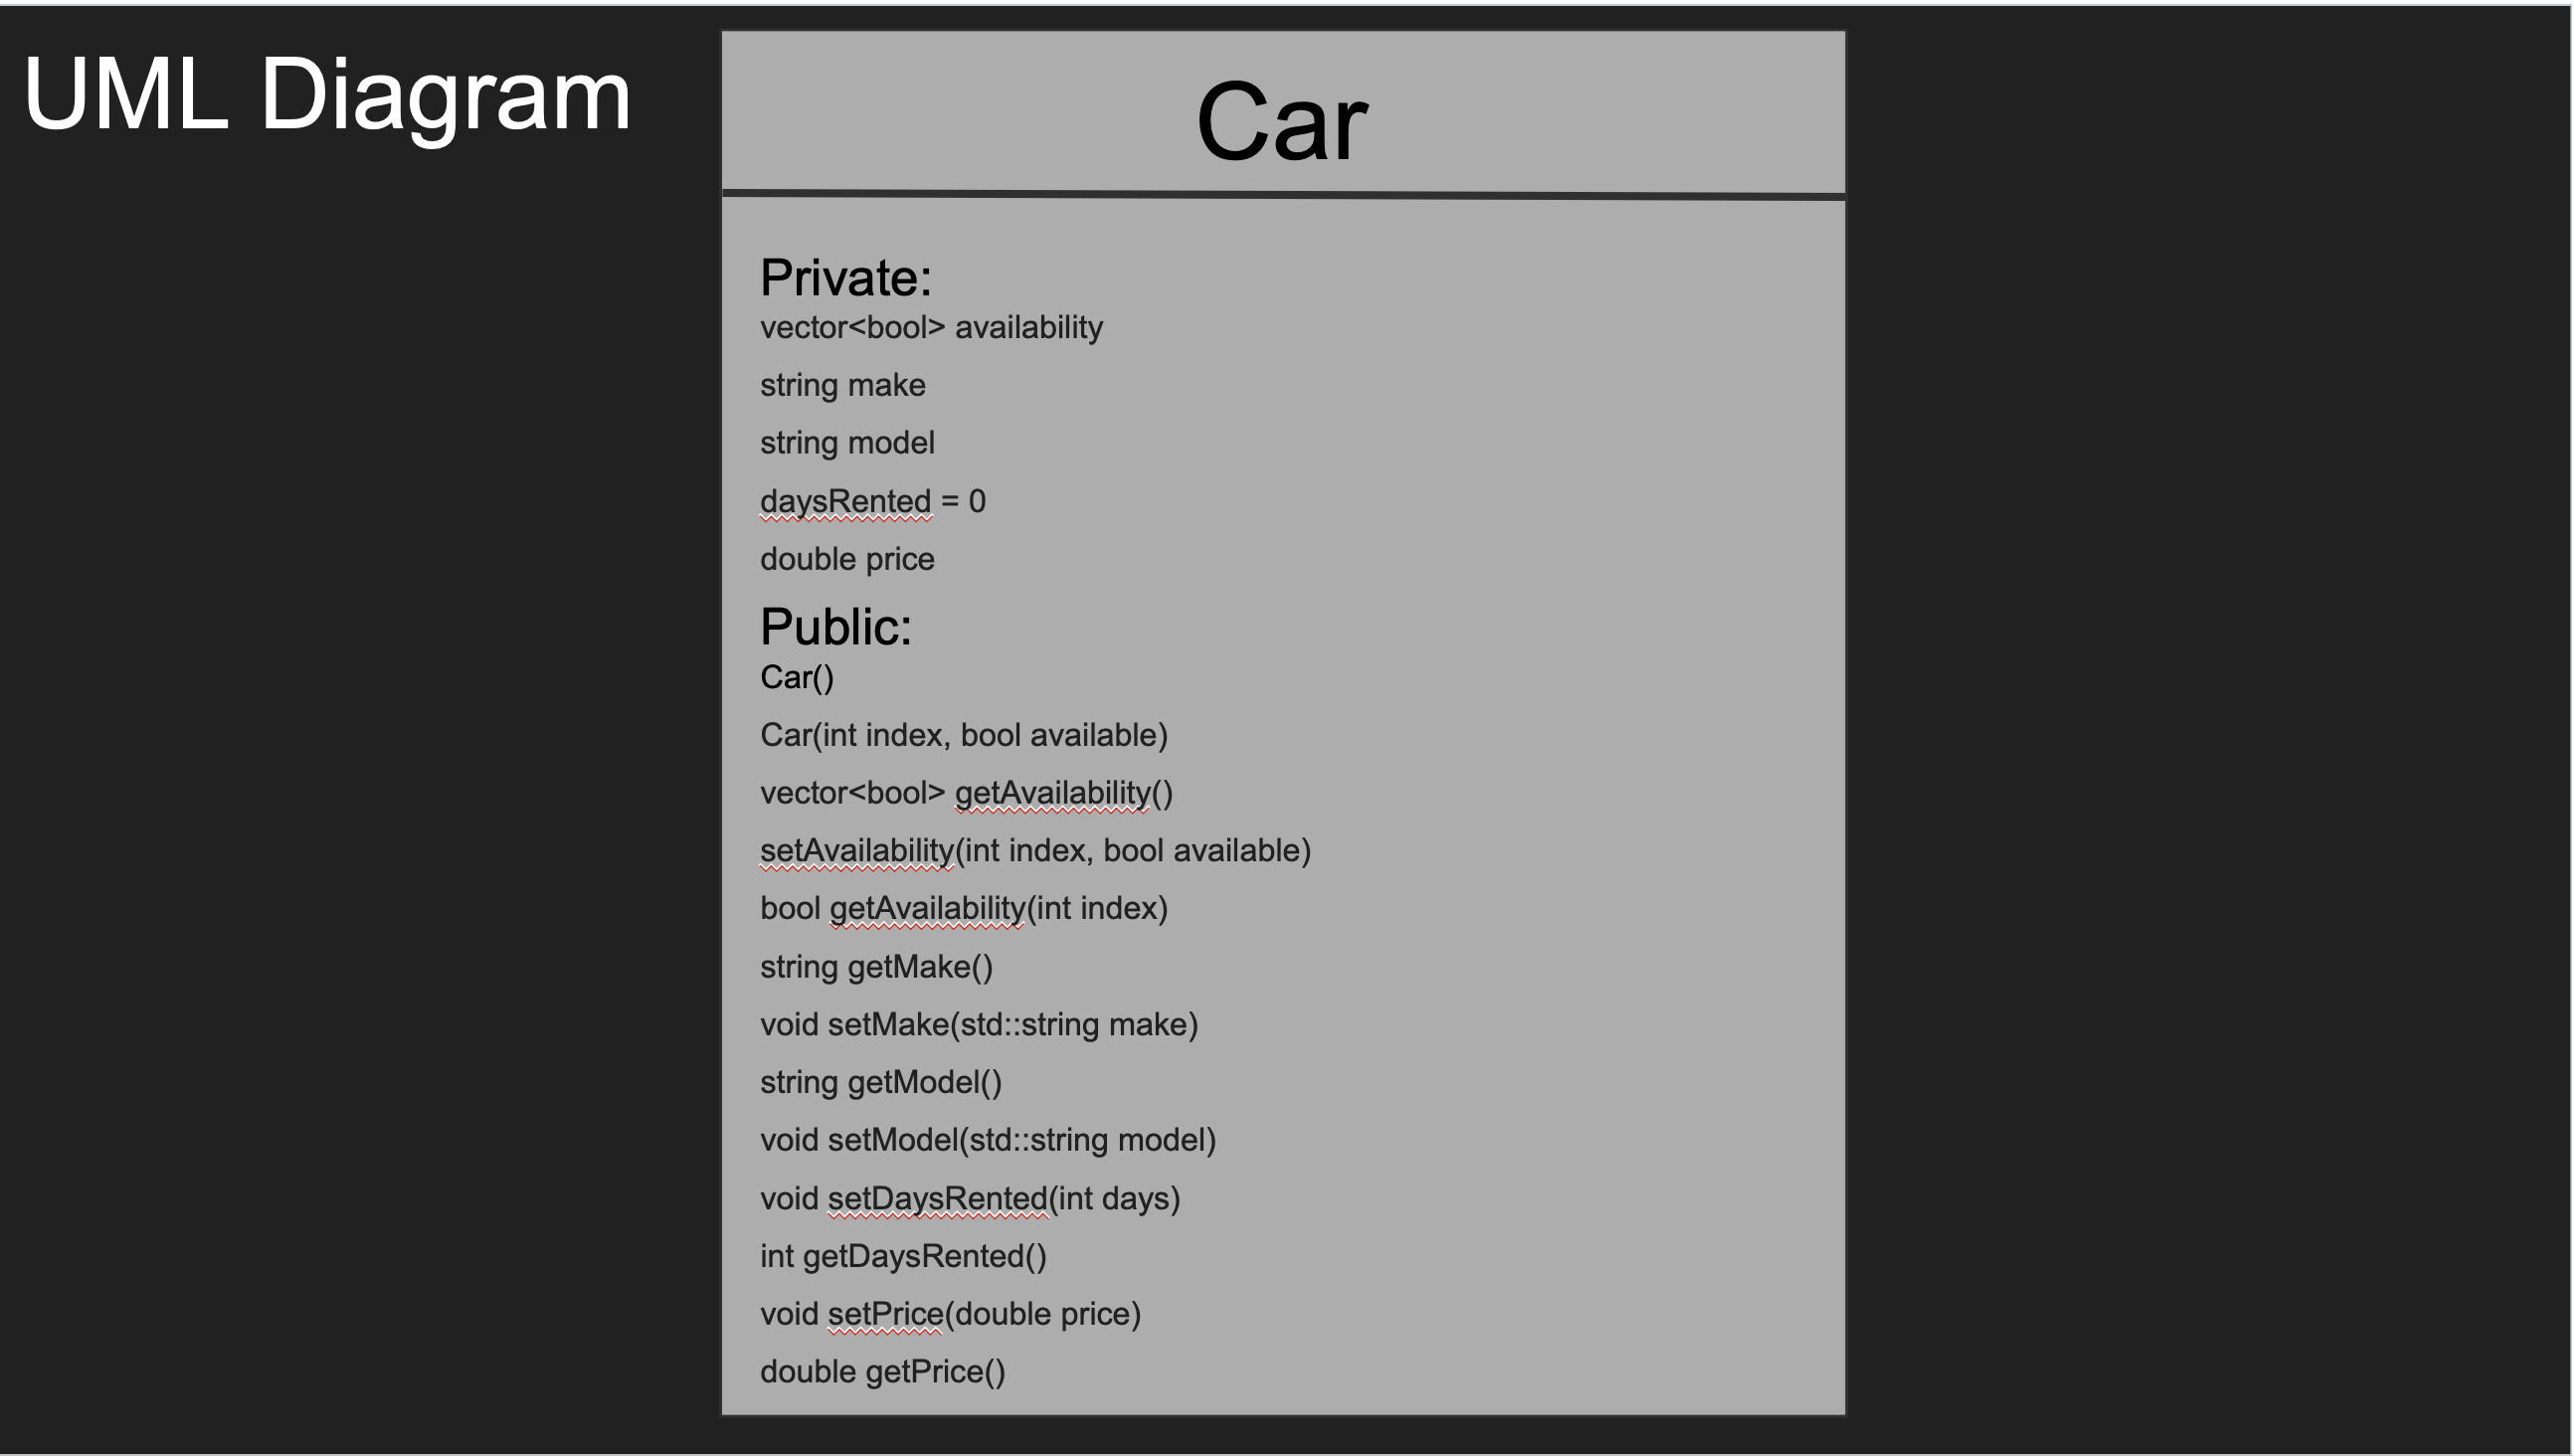 UML Diagram
Car
Private:
vector<bool> availability
string make
string model
daysRented = 0
double price
Public:
Car()
Car(int index, bool available)
vector<bool> getAvailability()
setAvailability(int index, bool available)
bool getAvailability(int index)
string getMake()
void setMake(std::string make)
string getModel()
void setModel(std::string model)
void setDaysRented(int days)
int getDaysRented()
void setPrice(double price)
double getPrice()